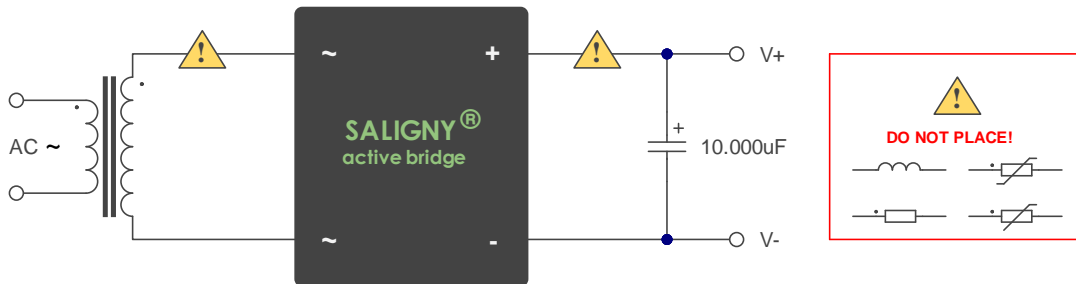 !
!
!
~
+
V+
DO NOT PLACE!
SALIGNY®
active bridge
AC ~
+
10.000uF
~
-
V-